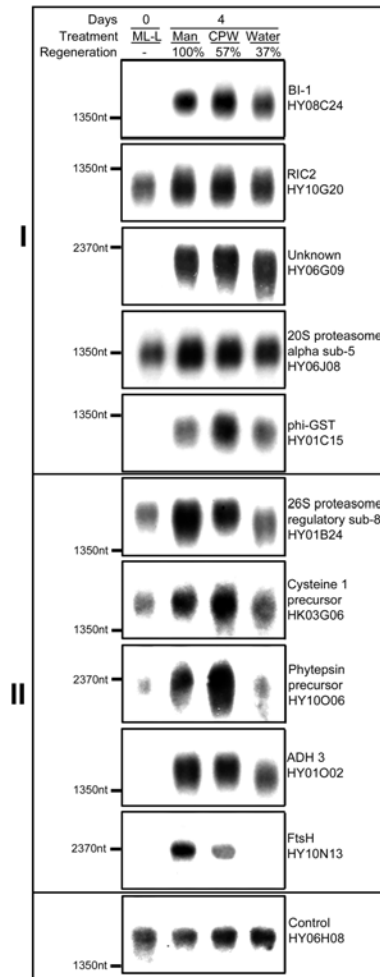 Days 0 4
Treatment ML-L Man CPW Water
Regeneration - 100% 57% 37%
I
BI-1
HY08C24
1350nt
1350nt
RIC2
HY10G20
2370nt
Unknown
HY06G09
1350nt
20S proteasome
alpha sub-5
HY06J08
1350nt
phi-GST
HY01C15
II
26S proteasome
regulatory sub-8
HY01B24
1350nt
Cysteine 1
precursor
HK03G06
1350nt
2370nt
Phytepsin
precursor
HY10O06
ADH 3
HY01O02
1350nt
2370nt
FtsH
HY10N13
Control
HY06H08
1350nt